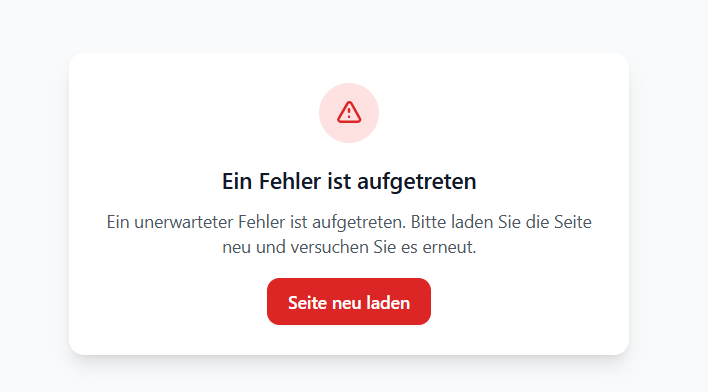 Ein Fehler ist aufgetreten
Ein unerwarteter Fehler ist aufgetreten. Bitte laden Sie die Seite
neu und versuchen Sie es erneut.
Seite neu laden